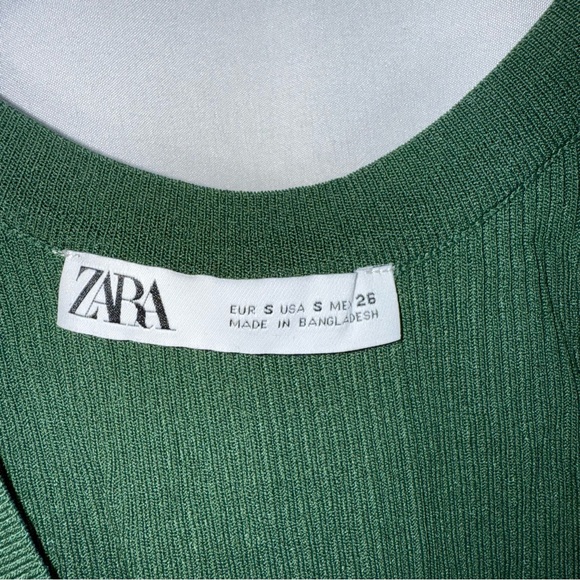 ZARA
EUR S USA S MEX 26
MADE IN BANGLADESH